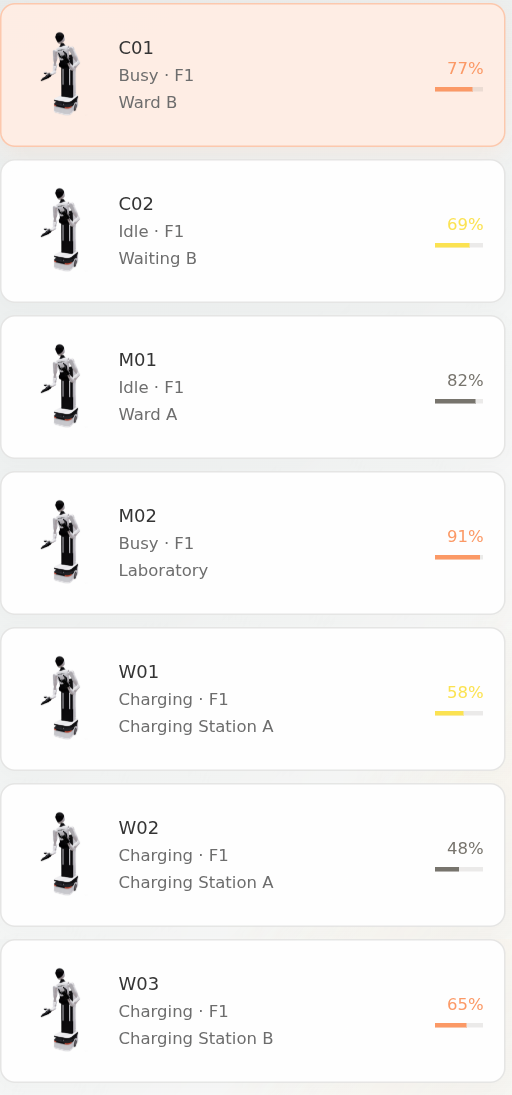 C01
Busy · F1
Ward B
77%
C02
Idle · F1
Waiting B
69%
M01
Idle · F1
Ward A
82%
M02
Busy · F1
Laboratory
91%
W01
Charging · F1
Charging Station A
58%
W02
Charging · F1
Charging Station A
48%
W03
Charging · F1
Charging Station B
65%